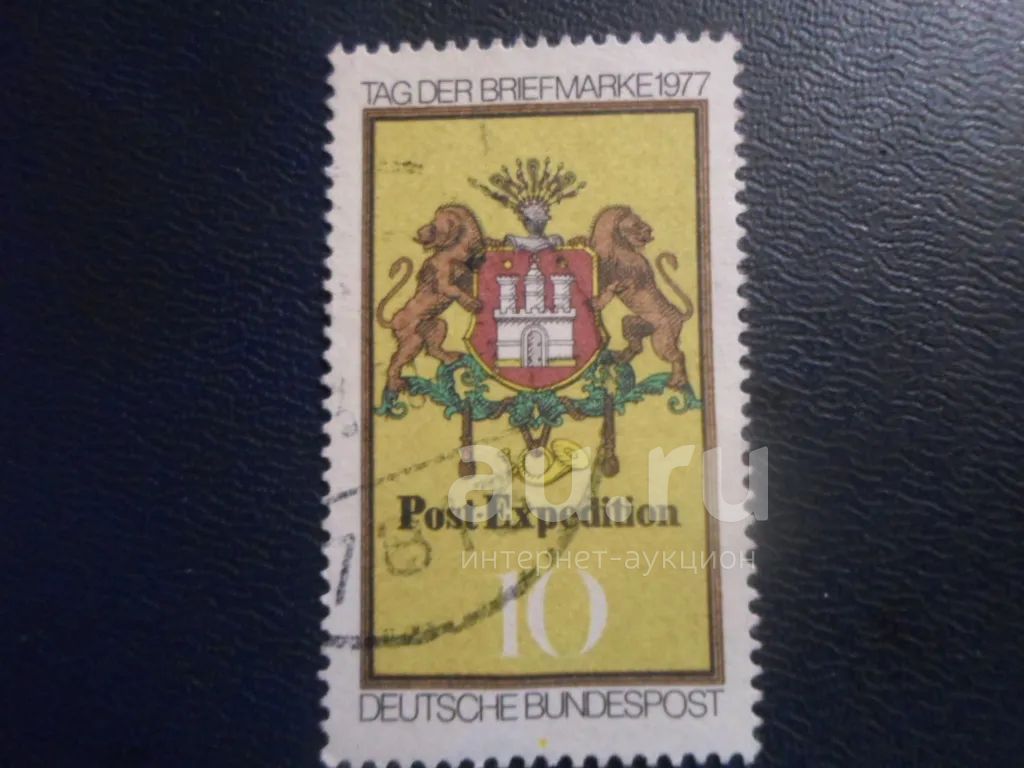 TAG DER BRIEFMARKE 1977
Post-Expedition
10
DEUTSCHE BUNDESPOST
au.ru
интернет-аукцион